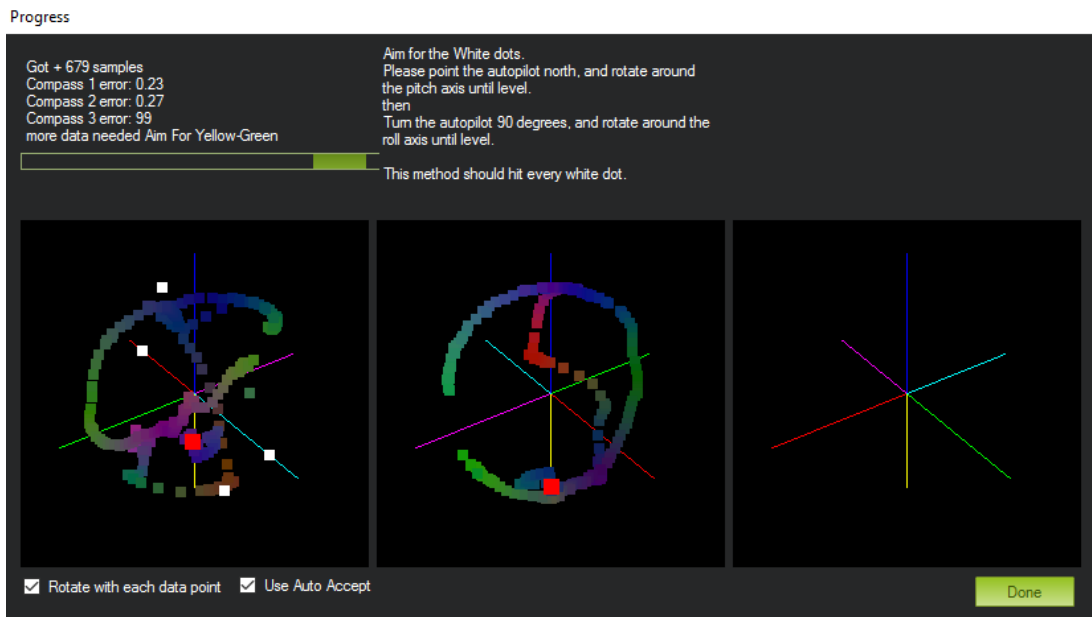 Progress
Got + 679 samples
Compass 1 error: 0.23
Compass 2 error: 0.27
Compass 3 error: 99
more data needed Aim For Yellow-Green
Aim for the White dots.
Please point the autopilot north, and rotate around
the pitch axis until level.
then
Turn the autopilot 90 degrees, and rotate around the
roll axis until level.
This method should hit every white dot.
Rotate with each data point
Use Auto Accept
Done